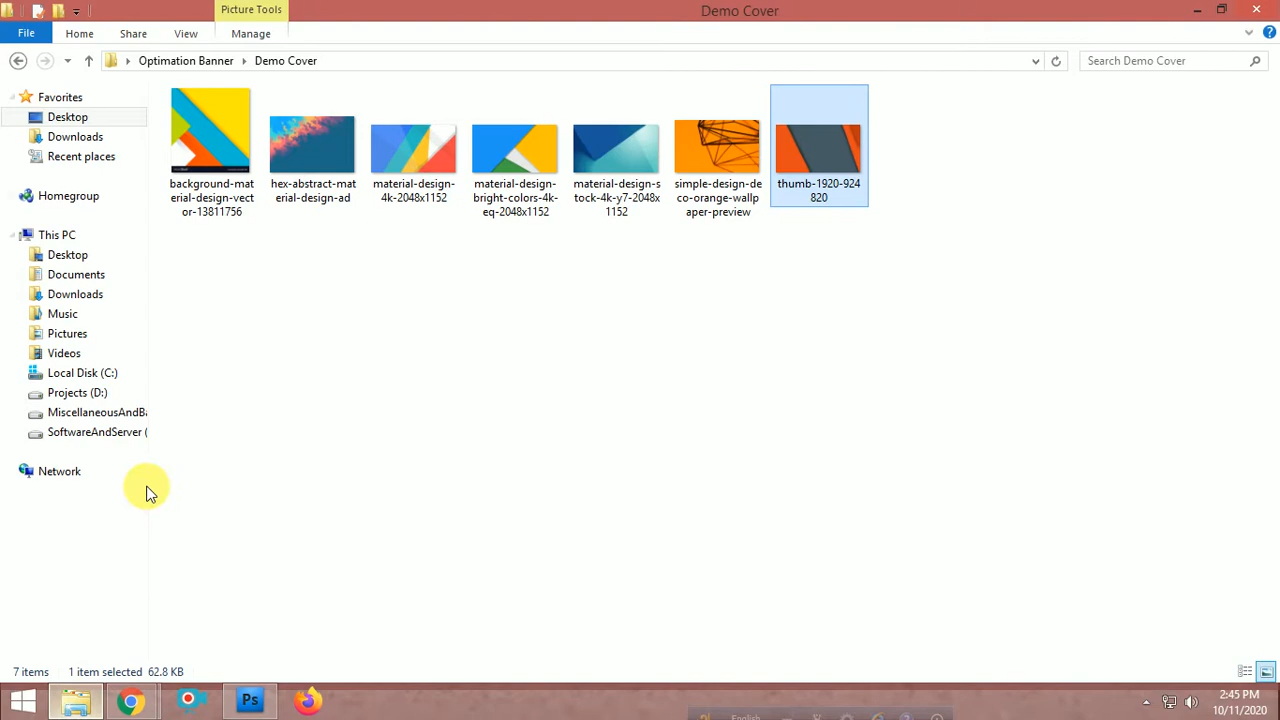 Picture Tools
Demo Cover
File
Home
Share
View
Manage
Optimation Banner
Demo Cover
Search Demo Cover
Favorites
Desktop
Downloads
Recent places
Homegroup
This PC
Desktop
Documents
Downloads
Music
Pictures
Videos
Local Disk (C:)
Projects (D:)
MiscellaneousAndBa
SoftwareAndServer (
Network
background-mat
erial-design-vect
or-13811756
hex-abstract-mat
erial-design-ad
material-design-
4k-2048x1152
material-design-
bright-colors-4k-
eq-2048x1152
material-design-s
tock-4k-y7-2048x
1152
simple-design-de
co-orange-wallp
aper-preview
thumb-1920-924
820
7 items
1 item selected 62.8 KB
Ps
English
2:45 PM
10/11/2020